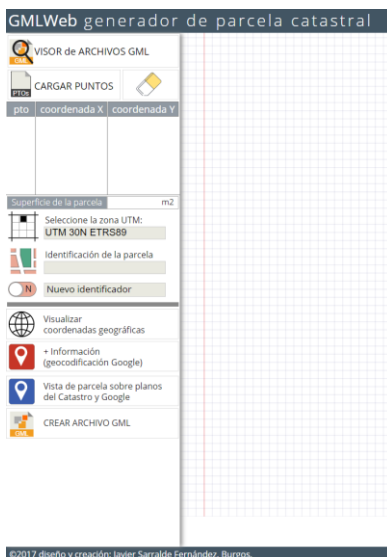 GMLWeb generador de parcela catastral
VISOR de ARCHIVOS GML
GML
CARGAR PUNTOS
PTOs
pto coordenada X coordenada Y
Superficie de la parcela m2
Seleccione la zona UTM:
UTM 30N ETRS89
Identificación de la parcela
N Nuevo identificador
Visualizar
coordenadas geográficas
+ Información
(geocodificación Google)
Vista de parcela sobre planos
del Catastro y Google
CREAR ARCHIVO GML
GML
©2017 diseño y creación: Javier Sarralde Fernández. Burgos.